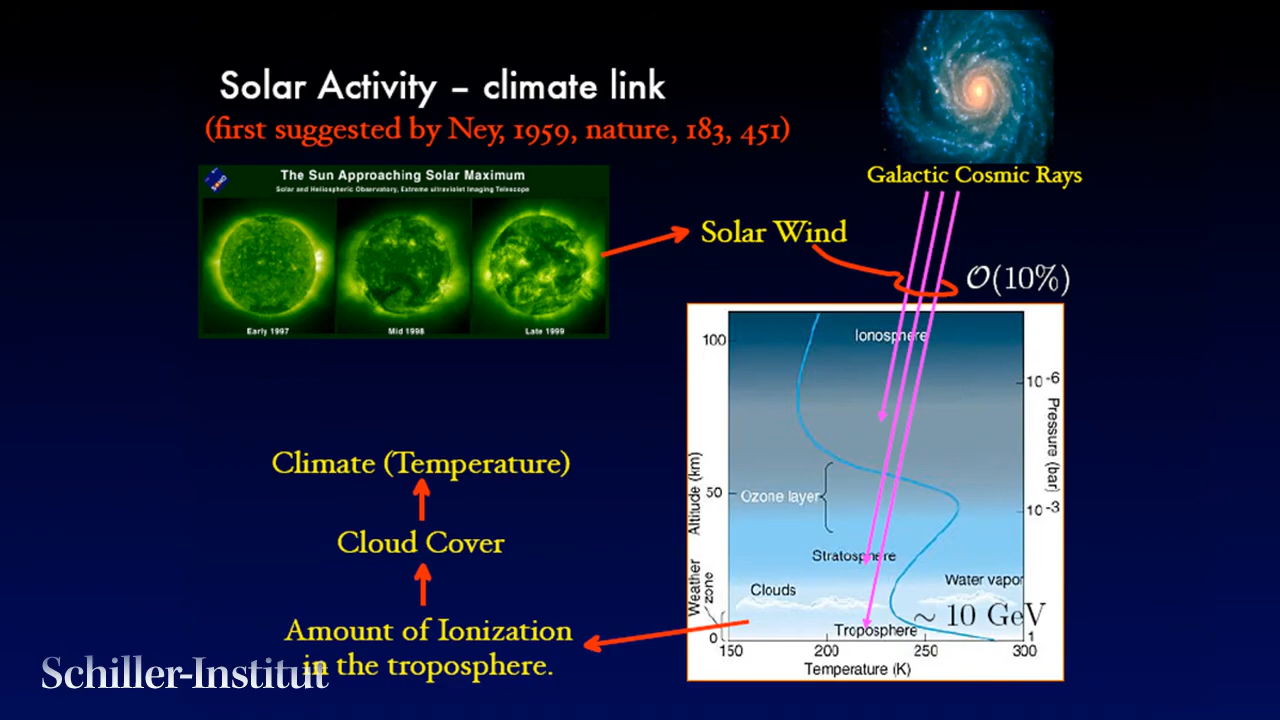 Solar Activity – climate link
(first suggested by Ney, 1959, nature, 183, 451)
The Sun Approaching Solar Maximum
Solar and Heliospheric Observatory, Extreme ultraviolet Imaging Telescope
Early 1997
Mid 1998
Late 1999
Galactic Cosmic Rays
Solar Wind
O(10%)
100
Ionosphere
10-6
Pressure (bar)
Altitude (km)
50
Ozone layer
10-3
Stratosphere
Weather zone
Clouds
Water vapor
~ 10 GeV
Troposphere
0
1
150
200
250
300
Temperature (K)
Climate (Temperature)
Cloud Cover
Amount of Ionization
in the troposphere.
Schiller-Institut